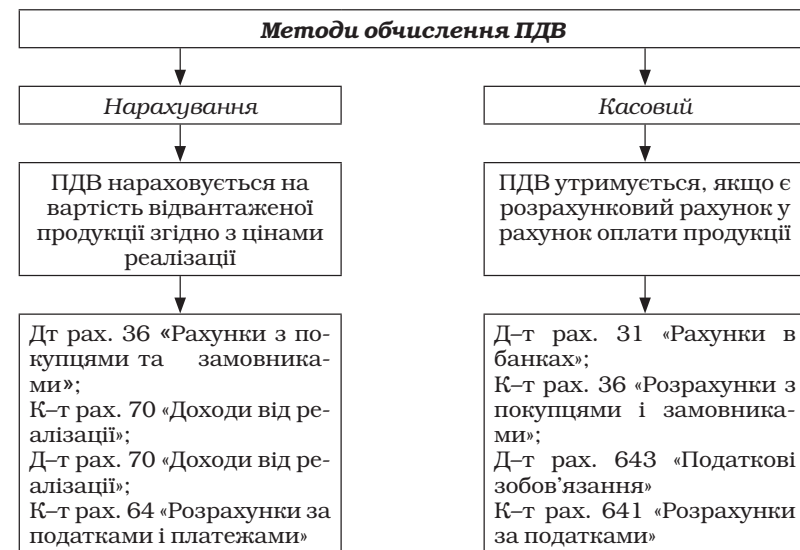 Методи обчислення ПДВ
Нарахування
ПДВ нараховується на
вартість відвантаженої
продукції згідно з цінами
реалізації
Дт рах. 36 «Рахунки з по-
купцями та замовника-
ми»;
К–т рах. 70 «Доходи від ре-
алізації»;
Д–т рах. 70 «Доходи від ре-
алізації»;
К–т рах. 64 «Розрахунки за
податками і платежами»
Касовий
ПДВ утримується, якщо є
розрахунковий рахунок у
рахунок оплати продукції
Д–т рах. 31 «Рахунки в
банках»;
К–т рах. 36 «Розрахунки з
покупцями і замовника-
ми»;
Д–т рах. 643 «Податкові
зобов'язання»
К–т рах. 641 «Розрахунки
за податками»